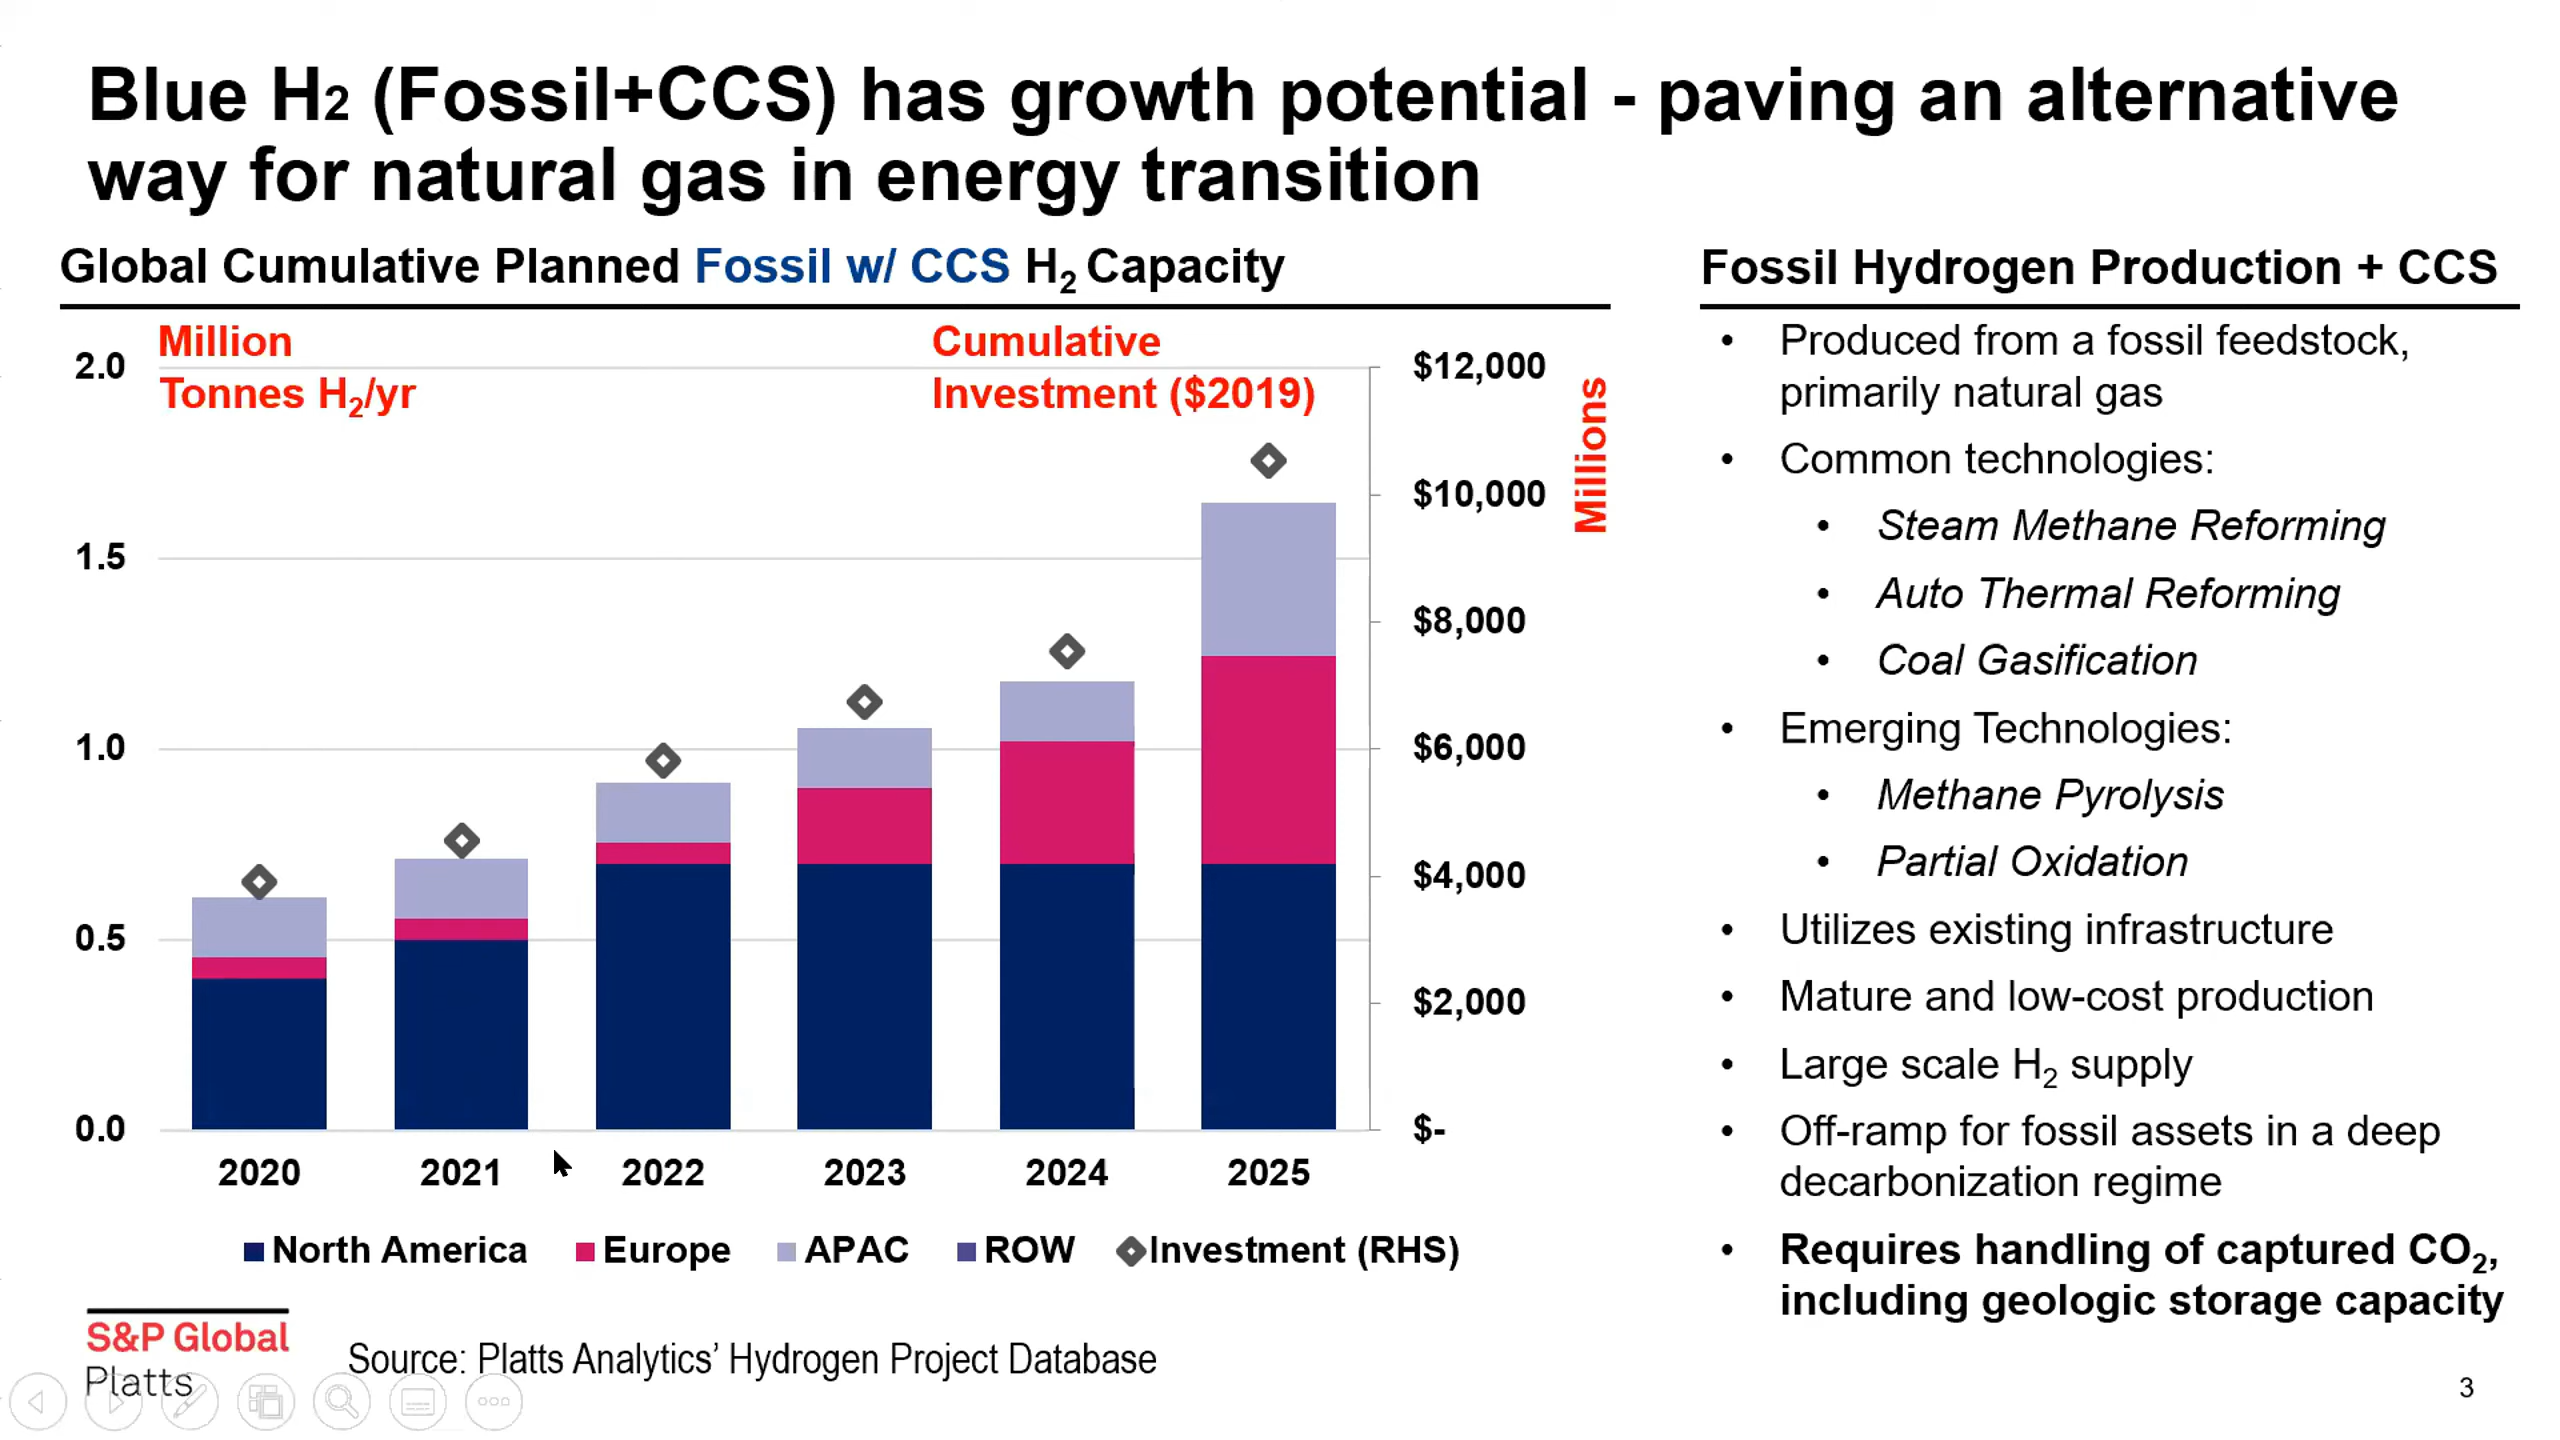 Blue H2 (Fossil+CCS) has growth potential - paving an alternative
way for natural gas in energy transition
Global Cumulative Planned Fossil w/ CCS H₂ Capacity
Million
Tonnes H₂/yr
Cumulative
Investment ($2019)
2.0
1.5
1.0
0.5
0.0
$12,000
$10,000
$8,000
$6,000
$4,000
$2,000
$-
Millions
2020 2021 2022 2023 2024 2025
North America Europe APAC ROW Investment (RHS)
Fossil Hydrogen Production + CCS
• Produced from a fossil feedstock,
primarily natural gas
• Common technologies:
• Steam Methane Reforming
• Auto Thermal Reforming
• Coal Gasification
• Emerging Technologies:
• Methane Pyrolysis
• Partial Oxidation
• Utilizes existing infrastructure
• Mature and low-cost production
• Large scale H₂ supply
• Off-ramp for fossil assets in a deep
decarbonization regime
• Requires handling of captured CO₂,
including geologic storage capacity
S&P Global
Platts
Source: Platts Analytics’ Hydrogen Project Database
3